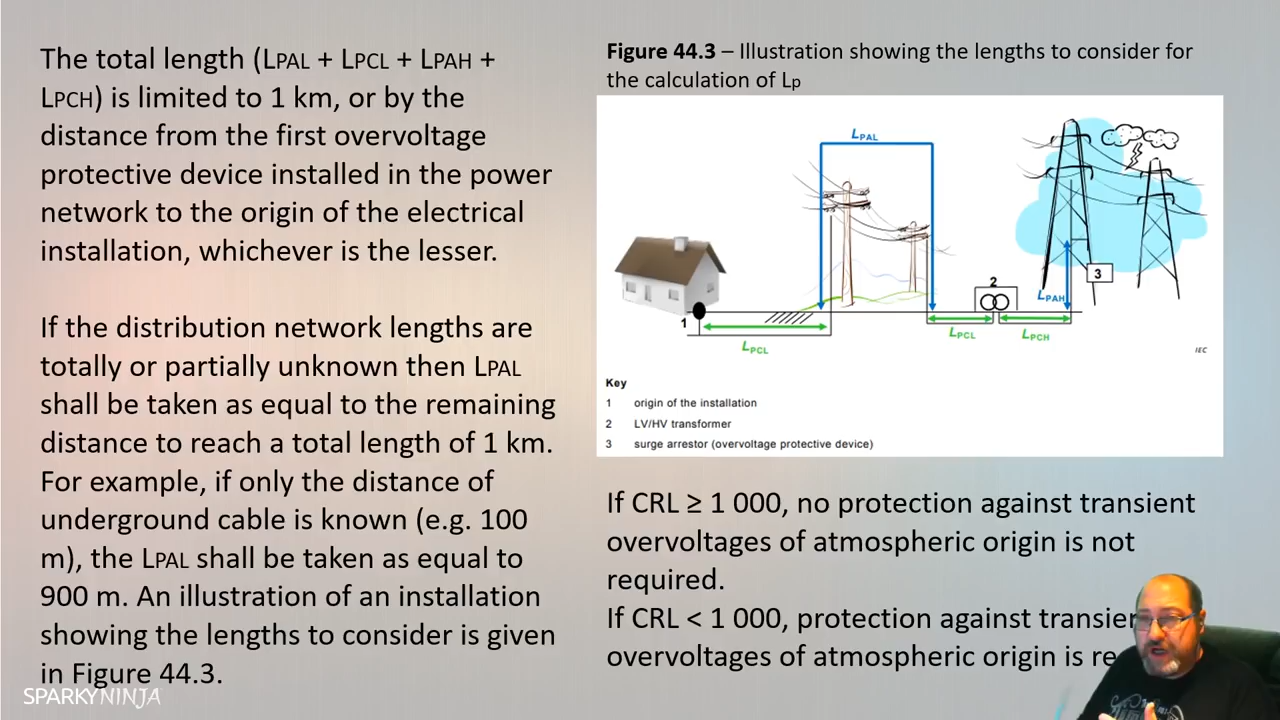 The total length (LPAL + LPCL + LPAH +
LPCH) is limited to 1 km, or by the
distance from the first overvoltage
protective device installed in the power
network to the origin of the electrical
installation, whichever is the lesser.
If the distribution network lengths are
totally or partially unknown then LPAL
shall be taken as equal to the remaining
distance to reach a total length of 1 km.
For example, if only the distance of
underground cable is known (e.g. 100
m), the LPAL shall be taken as equal to
900 m. An illustration of an installation
showing the lengths to consider is given
in Figure 44.3.
SPARKYNINJA
Figure 44.3 – Illustration showing the lengths to consider for
the calculation of Lp
LPAL
2
3
LPAH
1
LPCL
LPCL
LPCH
IEC
Key
1 origin of the installation
2 LV/HV transformer
3 surge arrestor (overvoltage protective device)
If CRL ≥ 1 000, no protection against transient
overvoltages of atmospheric origin is not
required.
If CRL < 1 000, protection against
overvoltages of atmospheric origin is